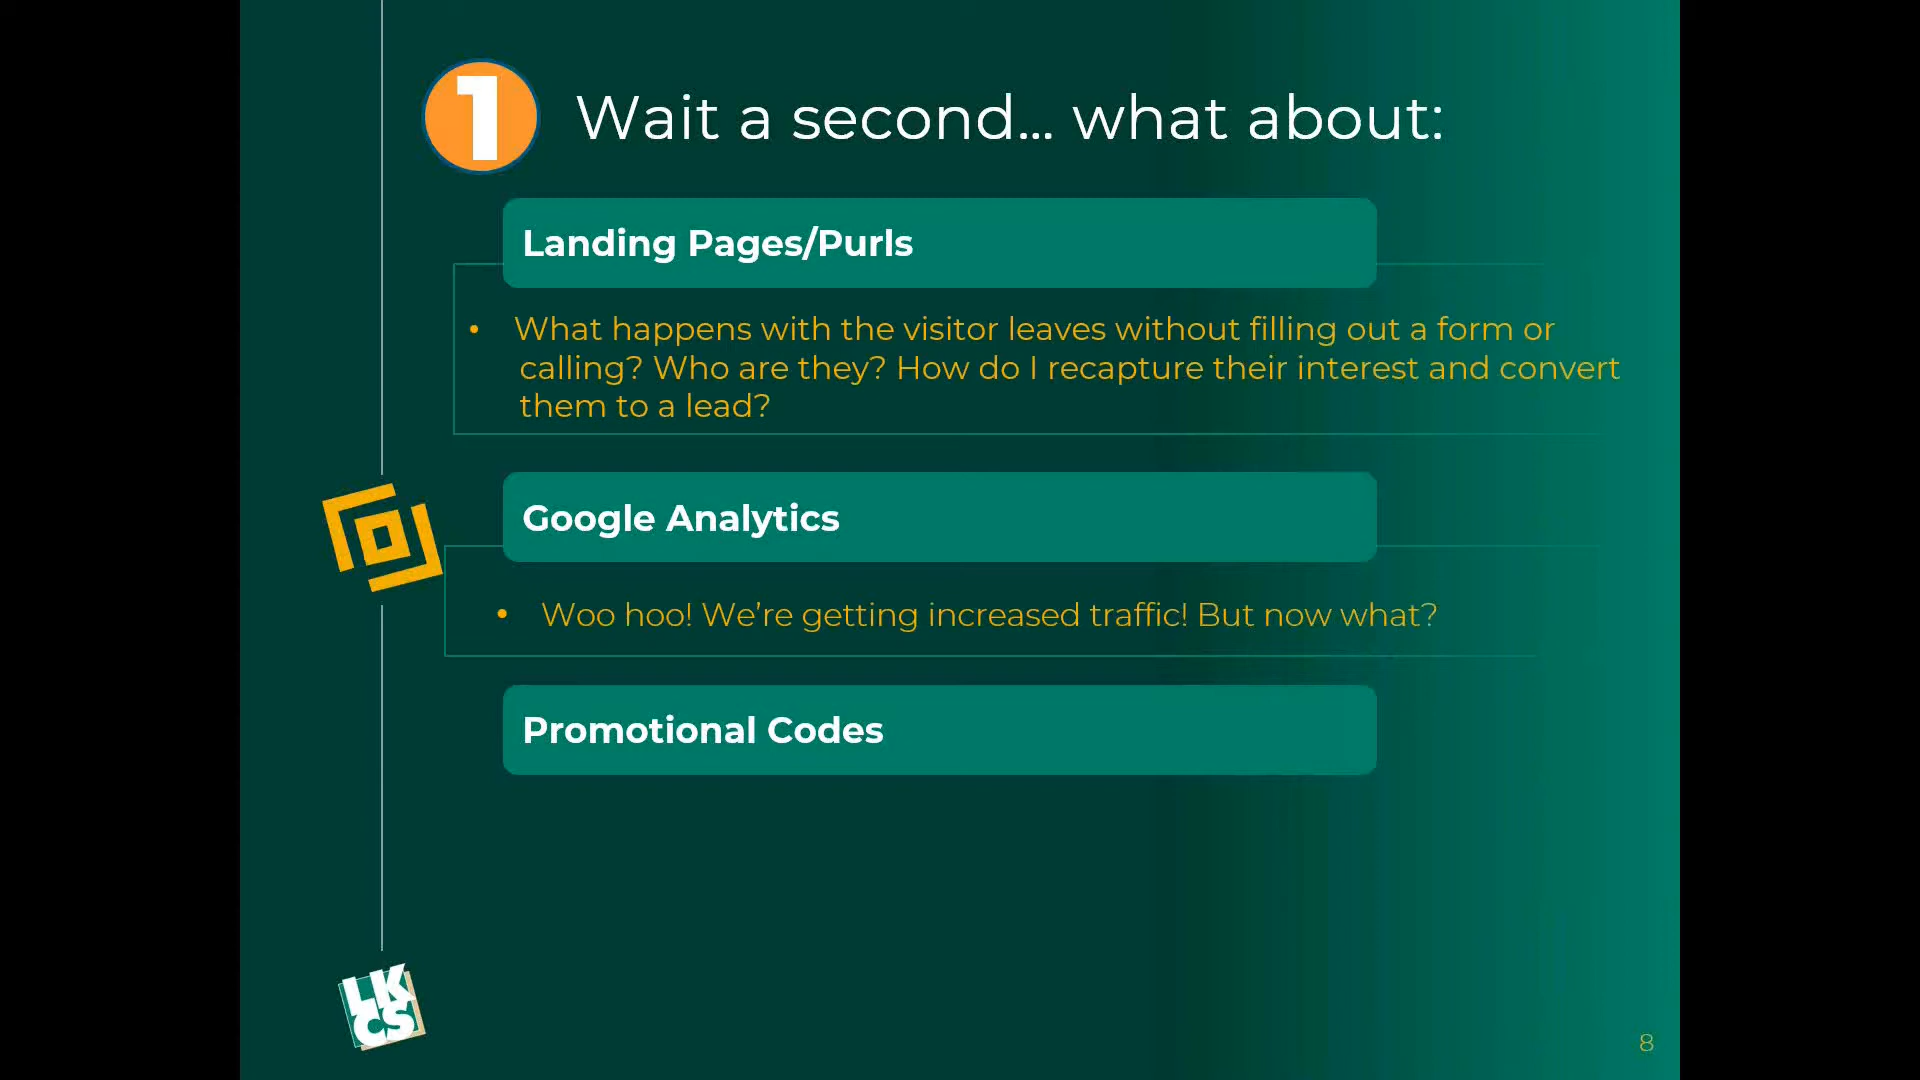 1 Wait a second... what about:
Landing Pages/Purls
• What happens with the visitor leaves without filling out a form or
calling? Who are they? How do I recapture their interest and convert
them to a lead?
Google Analytics
• Woo hoo! We’re getting increased traffic! But now what?
Promotional Codes
LK
CS
8